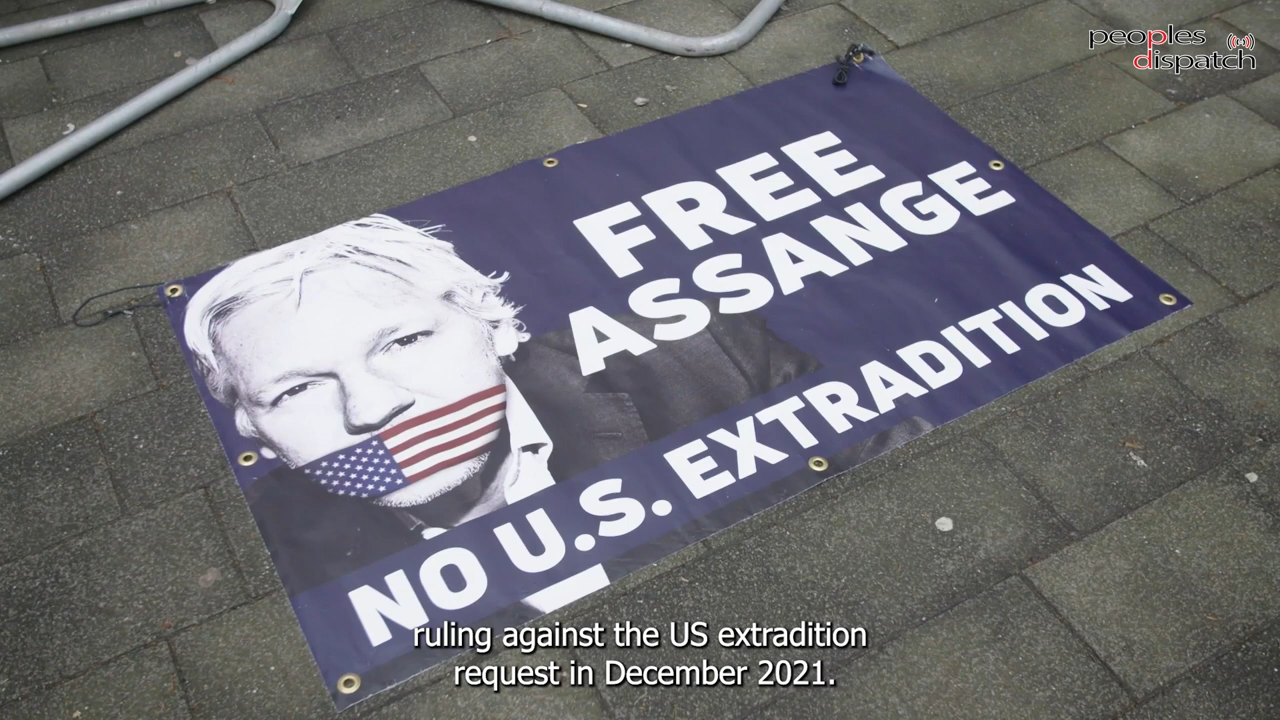 peoples
dispatch
FREE
ASSANGE
NO U.S. EXTRADITION
ruling against the US extradition
request in December 2021.